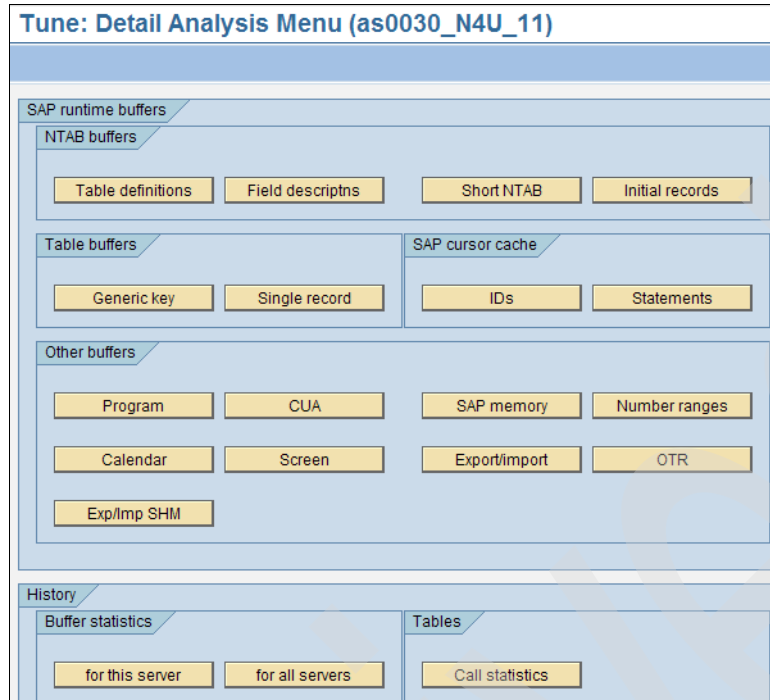 Tune: Detail Analysis Menu (as0030_N4U_11)
SAP runtime buffers
NTAB buffers
Table definitions Field descriptns Short NTAB Initial records
Table buffers SAP cursor cache
Generic key Single record IDs Statements
Other buffers
Program CUA SAP memory Number ranges
Calendar Screen Export/import OTR
Exp/Imp SHM
History
Buffer statistics Tables
for this server for all servers Call statistics